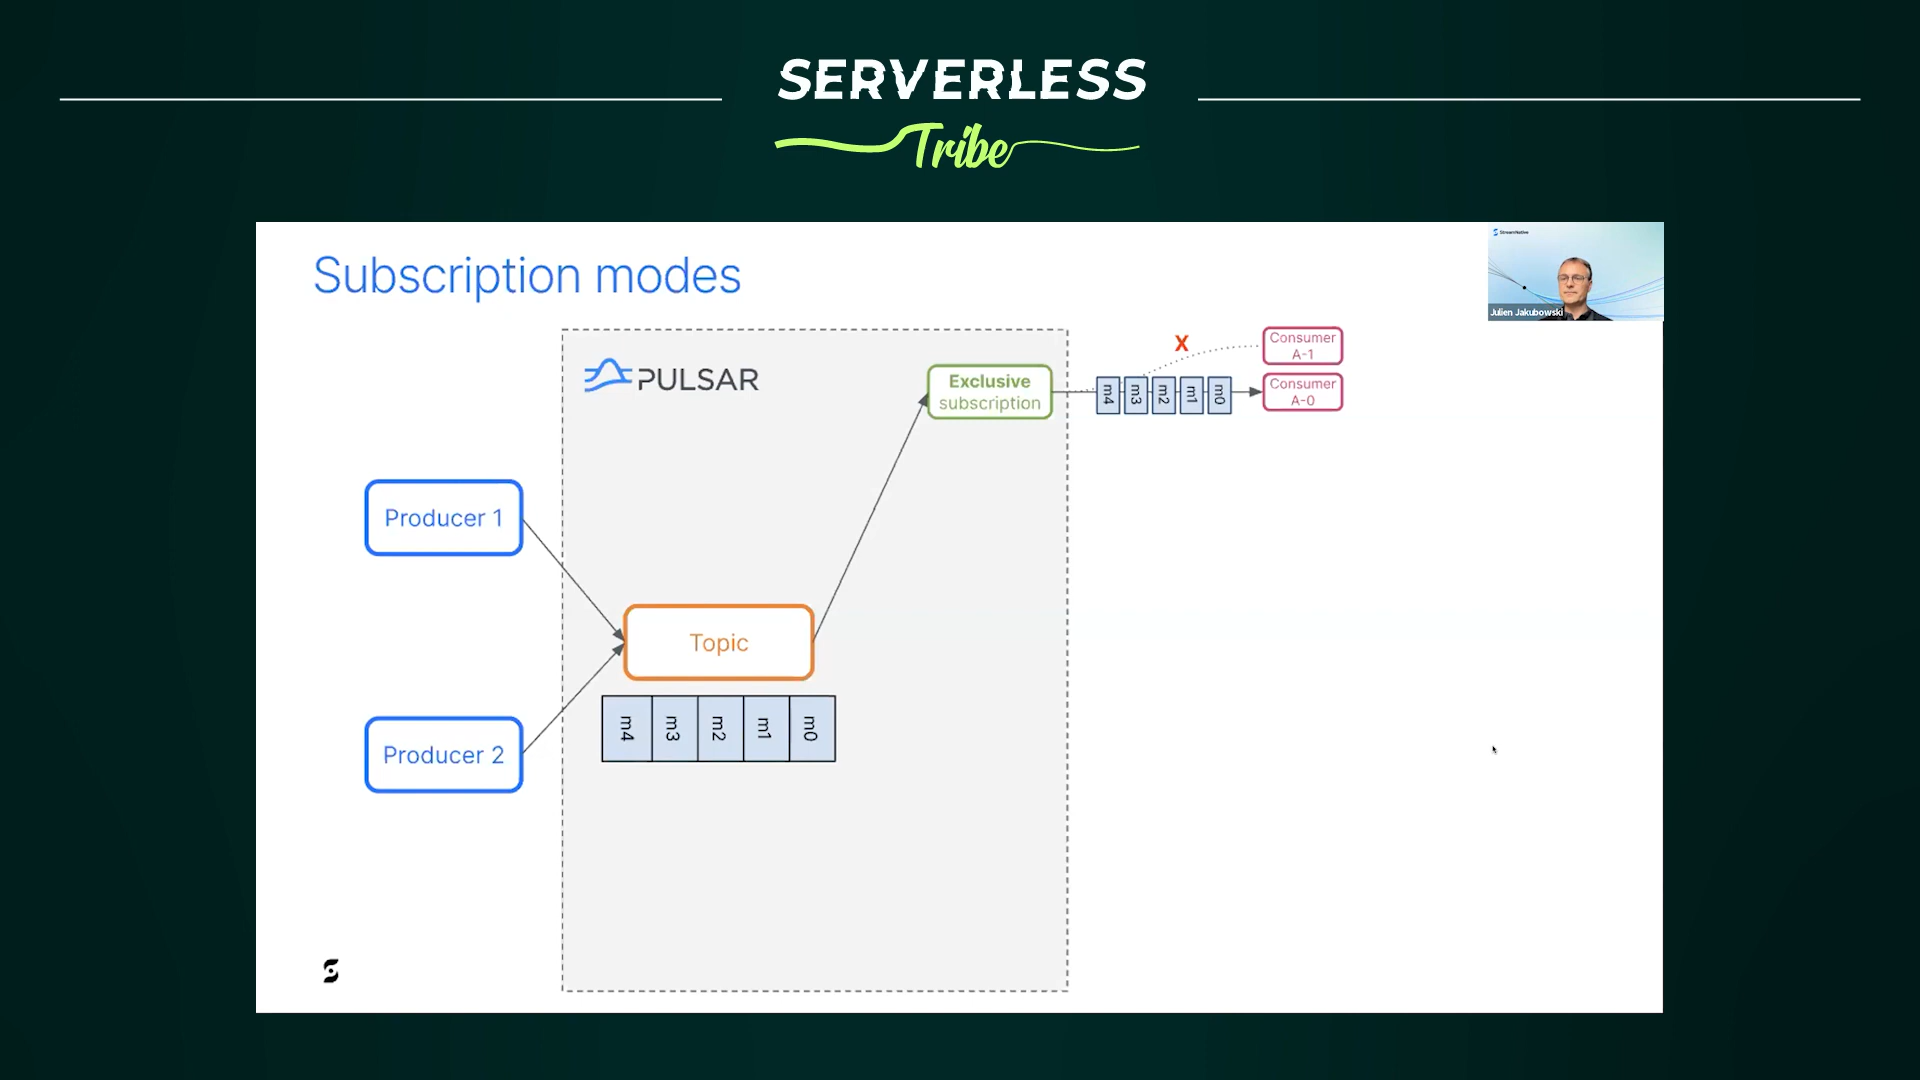 SERVERLESS
Tribe
Subscription modes
StreamNative
Julien Jakubowski
PULSAR
Exclusive
subscription
X
Consumer
A-1
Consumer
A-0
m4
m3
m2
m1
m0
Producer 1
Topic
Producer 2
m4
m3
m2
m1
m0